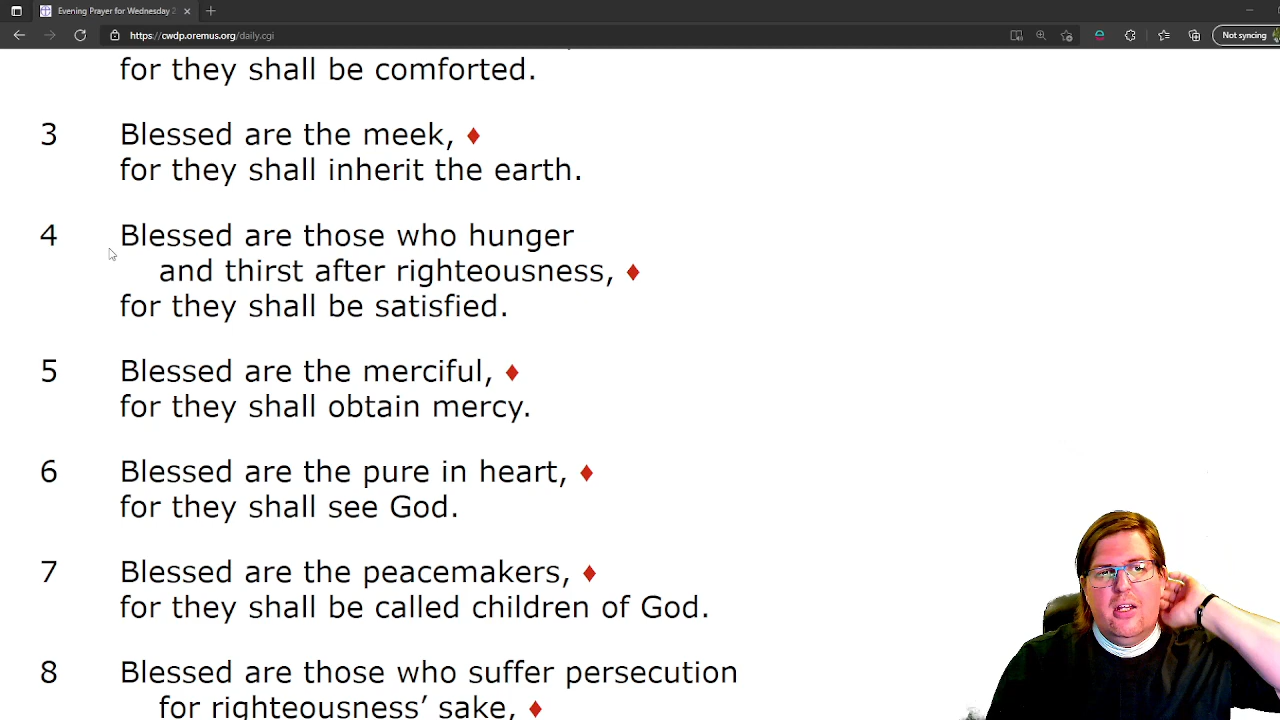 Evening Prayer for Wednesday 2
https://cwdp.oremus.org/daily.cgi
Not syncing
for they shall be comforted.
3 Blessed are the meek, ♦
for they shall inherit the earth.
4 Blessed are those who hunger
and thirst after righteousness, ♦
for they shall be satisfied.
5 Blessed are the merciful, ♦
for they shall obtain mercy.
6 Blessed are the pure in heart, ♦
for they shall see God.
7 Blessed are the peacemakers, ♦
for they shall be called children of God.
8 Blessed are those who suffer persecution
for righteousness’ sake, ♦